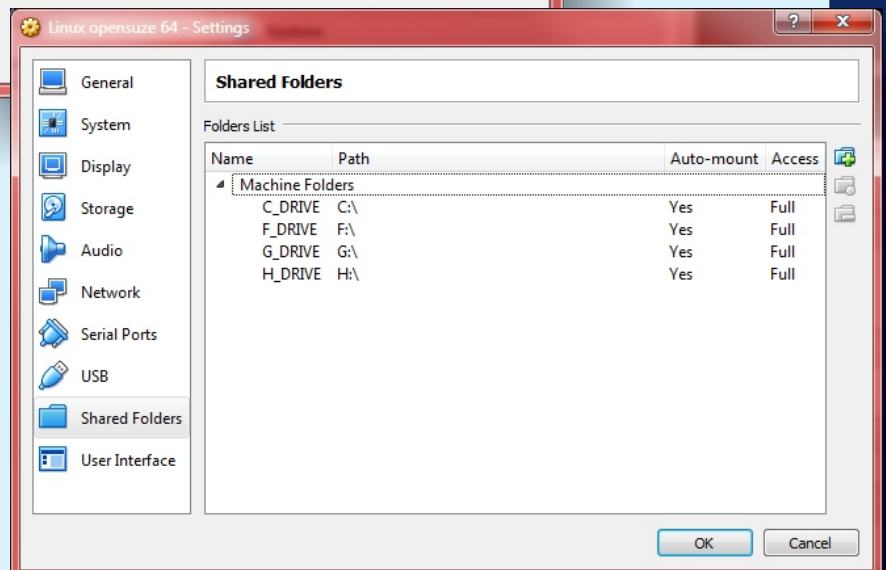 Linux opensuze 64 - Settings
?
X
General
System
Display
Storage
Audio
Network
Serial Ports
USB
Shared Folders
User Interface
Shared Folders
Folders List
Name Path Auto-mount Access
Machine Folders
C_DRIVE C:\ Yes Full
F_DRIVE F:\ Yes Full
G_DRIVE G:\ Yes Full
H_DRIVE H:\ Yes Full
OK Cancel